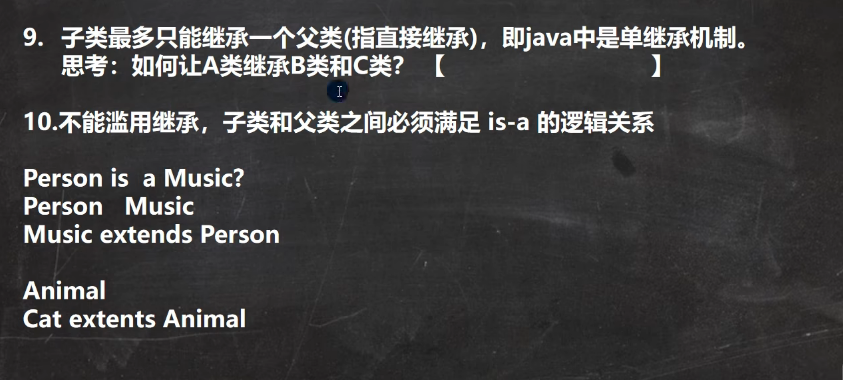 9. 子类最多只能继承一个父类(指直接继承)，即java中是单继承机制。
思考：如何让A类继承B类和C类？ 【 】
10.不能滥用继承，子类和父类之间必须满足 is-a 的逻辑关系
Person is a Music?
Person Music
Music extends Person
Animal
Cat extents Animal